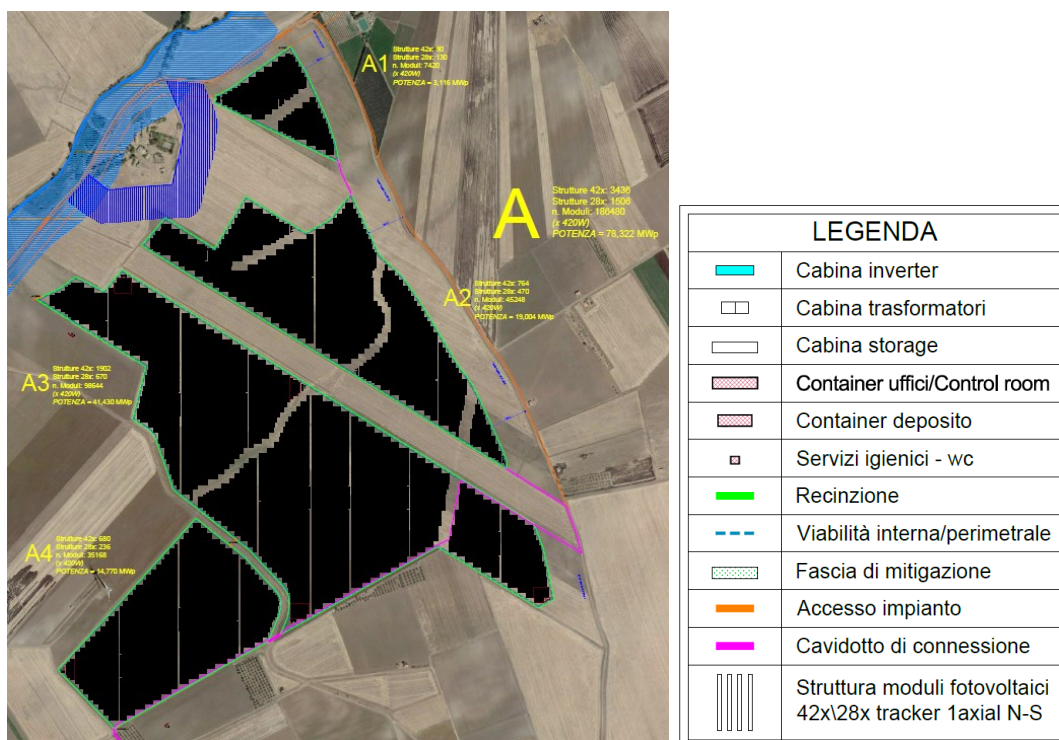 A1
Strutture 42x: 90
Strutture 28x: 130
n. Moduli: 7420
(x 420W)
POTENZA = 3,116 MWp
A
Strutture 42x: 3436
Strutture 28x: 1506
n. Moduli: 186480
(x 420W)
POTENZA = 78,322 MWp
A2
Strutture 42x: 764
Strutture 28x: 470
n. Moduli: 45248
(x 420W)
POTENZA = 19,004 MWp
A3
Strutture 42x: 1902
Strutture 28x: 670
n. Moduli: 98644
(x 420W)
POTENZA = 41,430 MWp
A4
Strutture 42x: 680
Strutture 28x: 236
n. Moduli: 35168
(x 420W)
POTENZA = 14,770 MWp
LEGENDA
Cabina inverter
Cabina trasformatori
Cabina storage
Container uffici/Control room
Container deposito
Servizi igienici - wc
Recinzione
Viabilità interna/perimetrale
Fascia di mitigazione
Accesso impianto
Cavidotto di connessione
Struttura moduli fotovoltaici
42x\28x tracker 1axial N-S